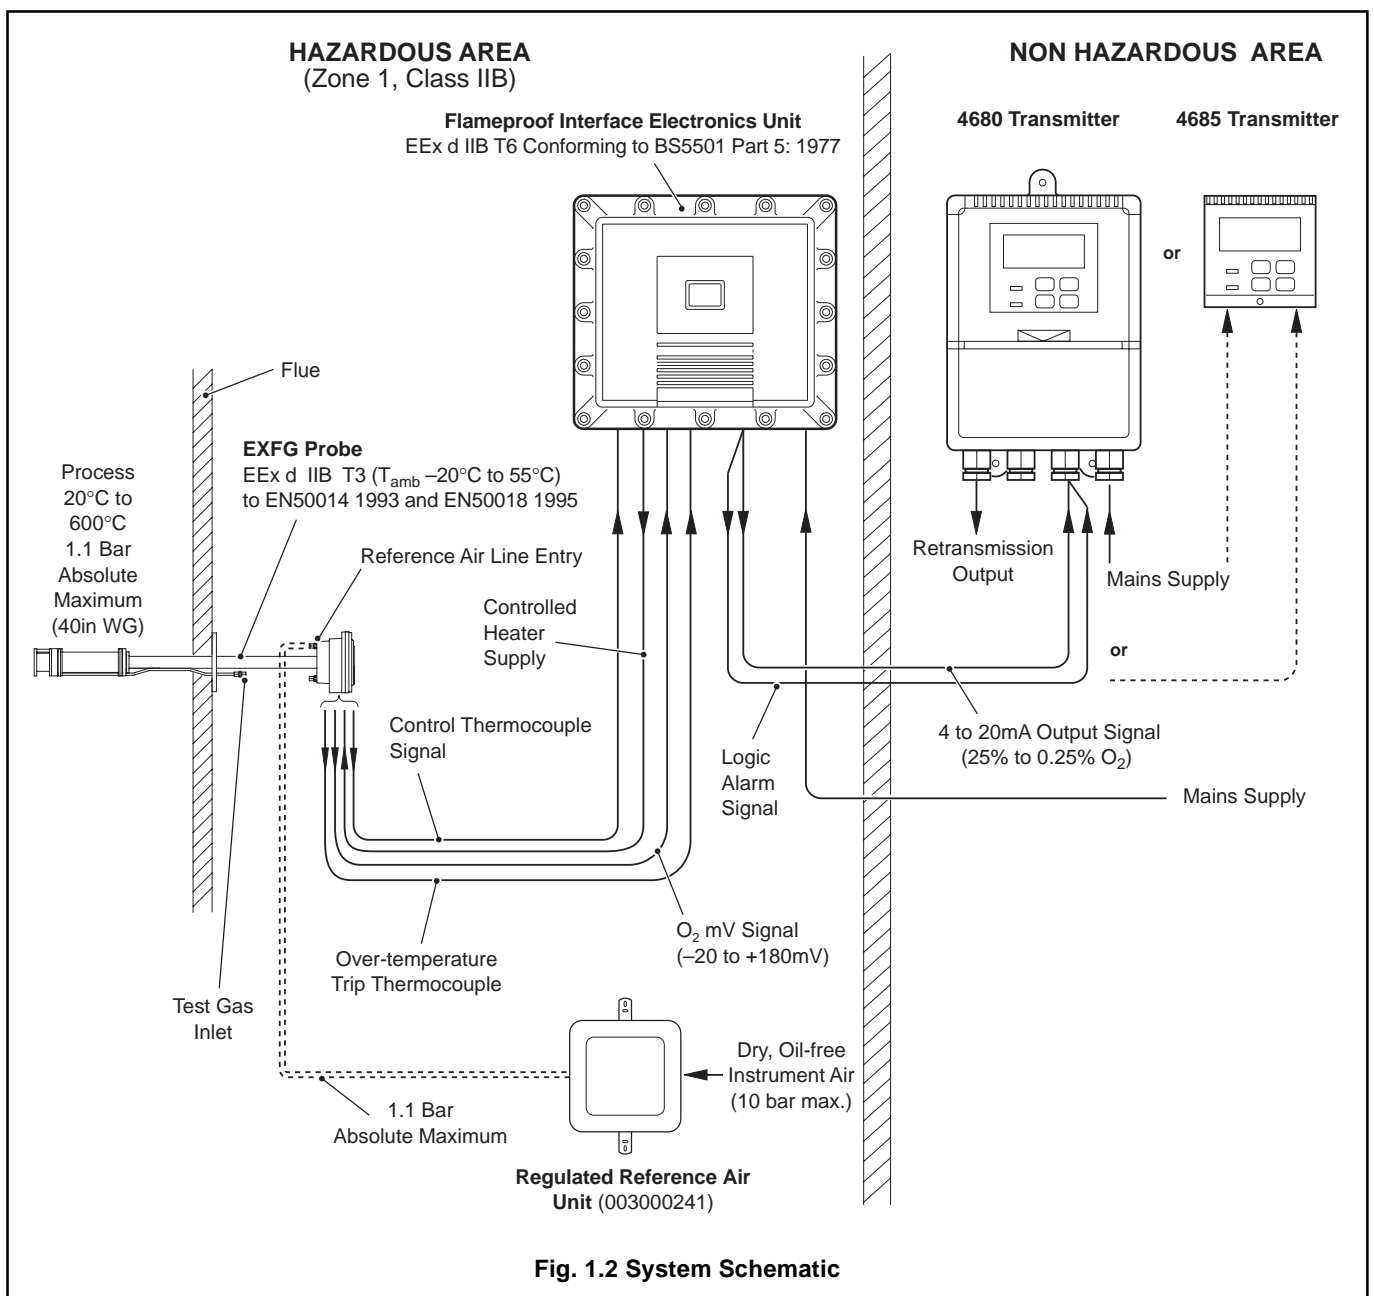 HAZARDOUS AREA
(Zone 1, Class IIB)
NON HAZARDOUS AREA
Flameproof Interface Electronics Unit
EEx d IIB T6 Conforming to BS5501 Part 5: 1977
4680 Transmitter
4685 Transmitter
or
Flue
EXFG Probe
EEx d IIB T3 (Tamb –20°C to 55°C)
to EN50014 1993 and EN50018 1995
Process
20°C to
600°C
1.1 Bar
Absolute
Maximum
(40in WG)
Reference Air Line Entry
Retransmission
Output
Mains Supply
Controlled
Heater
Supply
or
Control Thermocouple
Signal
Logic
Alarm
Signal
4 to 20mA Output Signal
(25% to 0.25% O2)
Mains Supply
O2 mV Signal
(–20 to +180mV)
Over-temperature
Trip Thermocouple
Test Gas
Inlet
Dry, Oil-free
Instrument Air
(10 bar max.)
1.1 Bar
Absolute Maximum
Regulated Reference Air
Unit (003000241)
Fig. 1.2 System Schematic